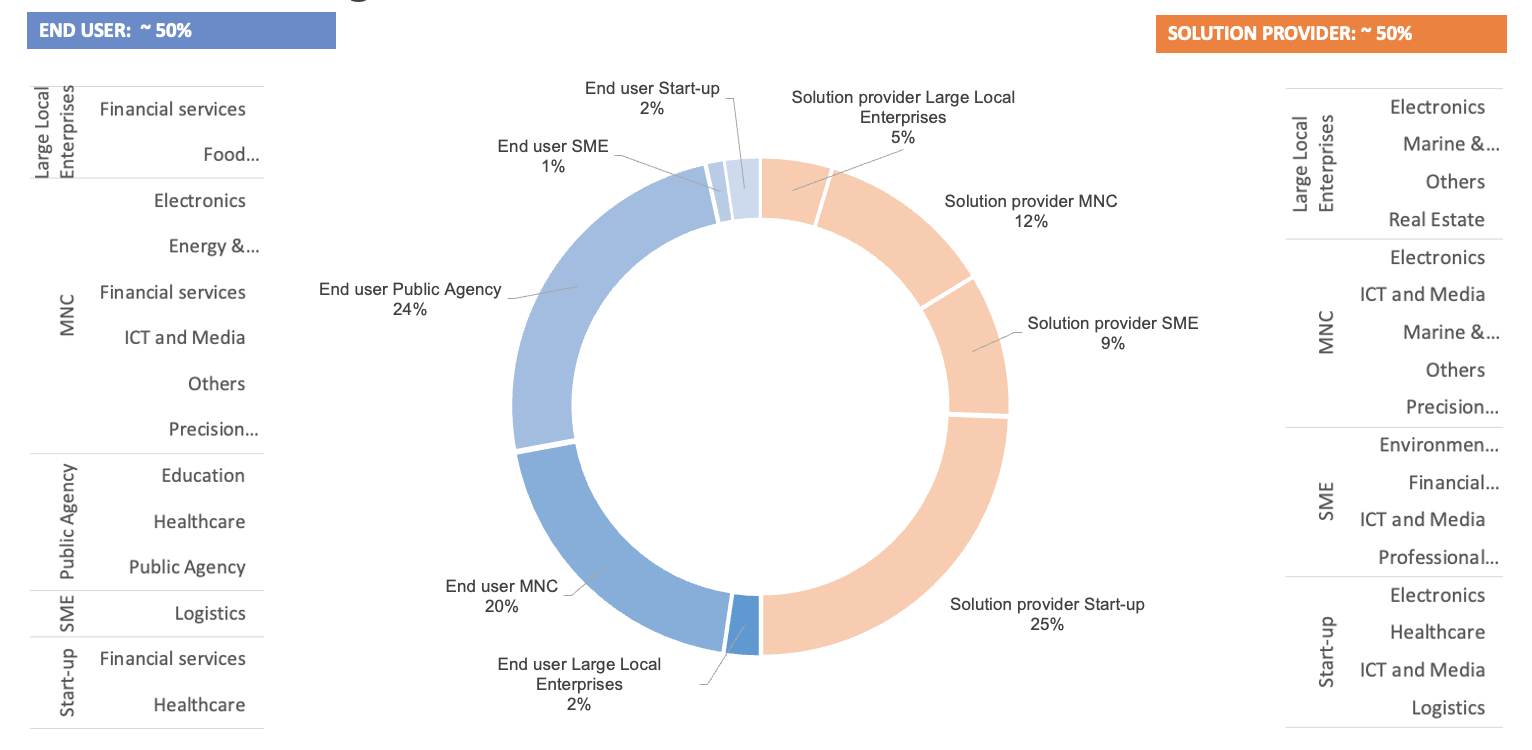 END USER: ~ 50%
Large Local
Enterprises
Financial services
Food...
MNC
Electronics
Energy &...
Financial services
ICT and Media
Others
Precision...
Public Agency
Education
Healthcare
Public Agency
SME
Logistics
Start-up
Financial services
Healthcare
End user Start-up
2%
End user SME
1%
End user Public Agency
24%
End user MNC
20%
End user Large Local
Enterprises
2%
Solution provider Large Local
Enterprises
5%
Solution provider MNC
12%
Solution provider SME
9%
Solution provider Start-up
25%
SOLUTION PROVIDER: ~ 50%
Large Local
Enterprises
Electronics
Marine &...
Others
Real Estate
MNC
Electronics
ICT and Media
Marine &...
Others
Precision...
SME
Environmen...
Financial...
ICT and Media
Professional...
Start-up
Electronics
Healthcare
ICT and Media
Logistics